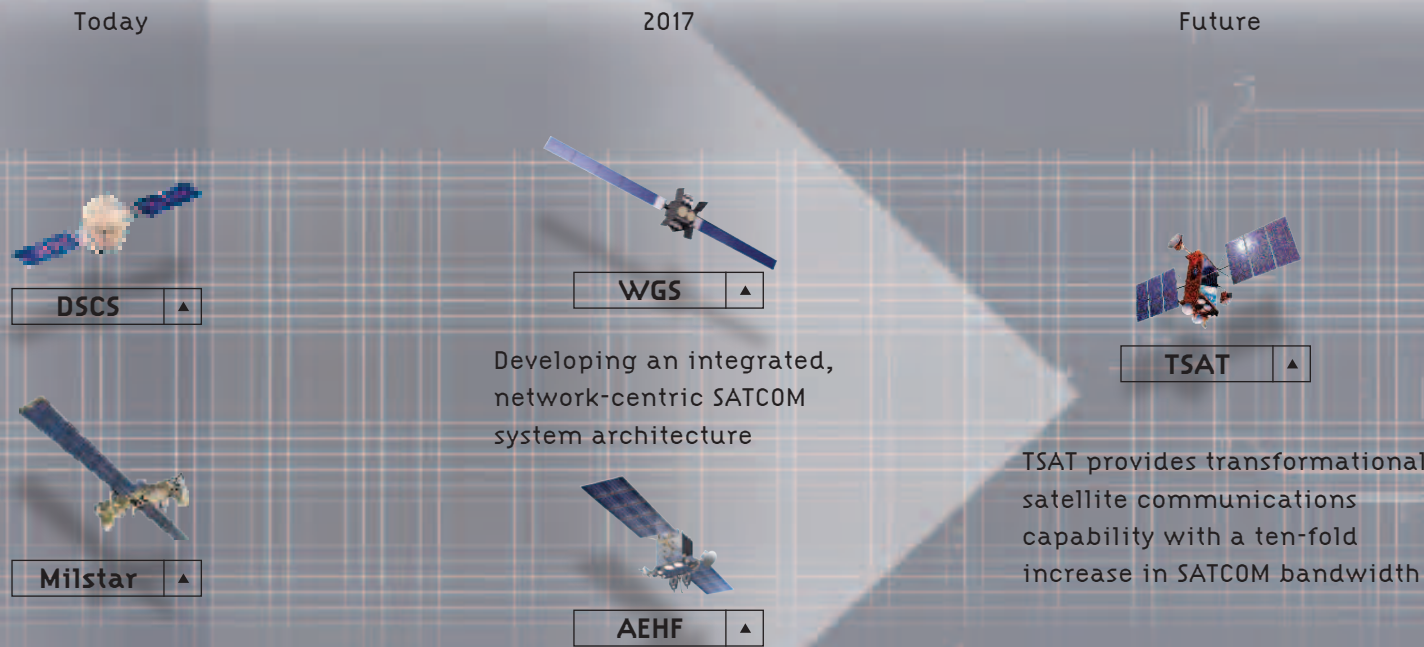 Today
2017
Future
DSCS ▲
WGS ▲
TSAT ▲
Developing an integrated,
network-centric SATCOM
system architecture
Milstar ▲
AEHF ▲
TSAT provides transformational
satellite communications
capability with a ten-fold
increase in SATCOM bandwidth